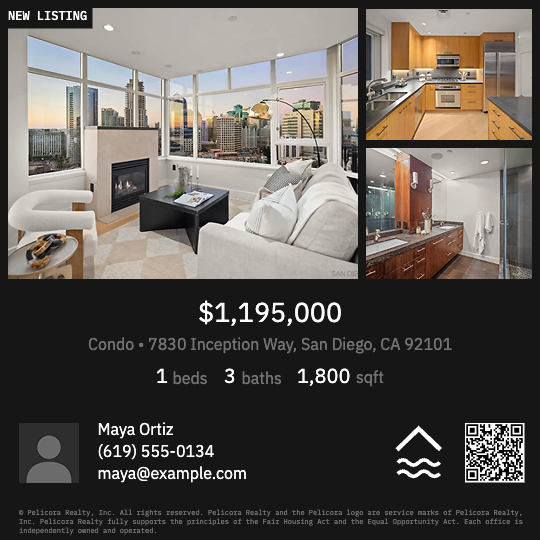 NEW LISTING
SAN DIE
$1,195,000
Condo • 7830 Inception Way, San Diego, CA 92101
1 beds 3 baths 1,800 sqft
Maya Ortiz
(619) 555-0134
maya@example.com
© Pelicora Realty, Inc. All rights reserved. Pelicora Realty and the Pelicora logo are service marks of Pelicora Realty,
Inc. Pelicora Realty fully supports the principles of the Fair Housing Act and the Equal Opportunity Act. Each office is
independently owned and operated.